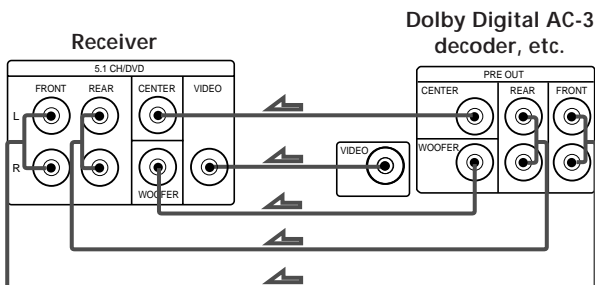 Dolby Digital AC-3
decoder, etc.
Receiver
5.1 CH/DVD
FRONT REAR CENTER VIDEO
L
R
WOOFER
PRE OUT
CENTER REAR FRONT
WOOFER
VIDEO